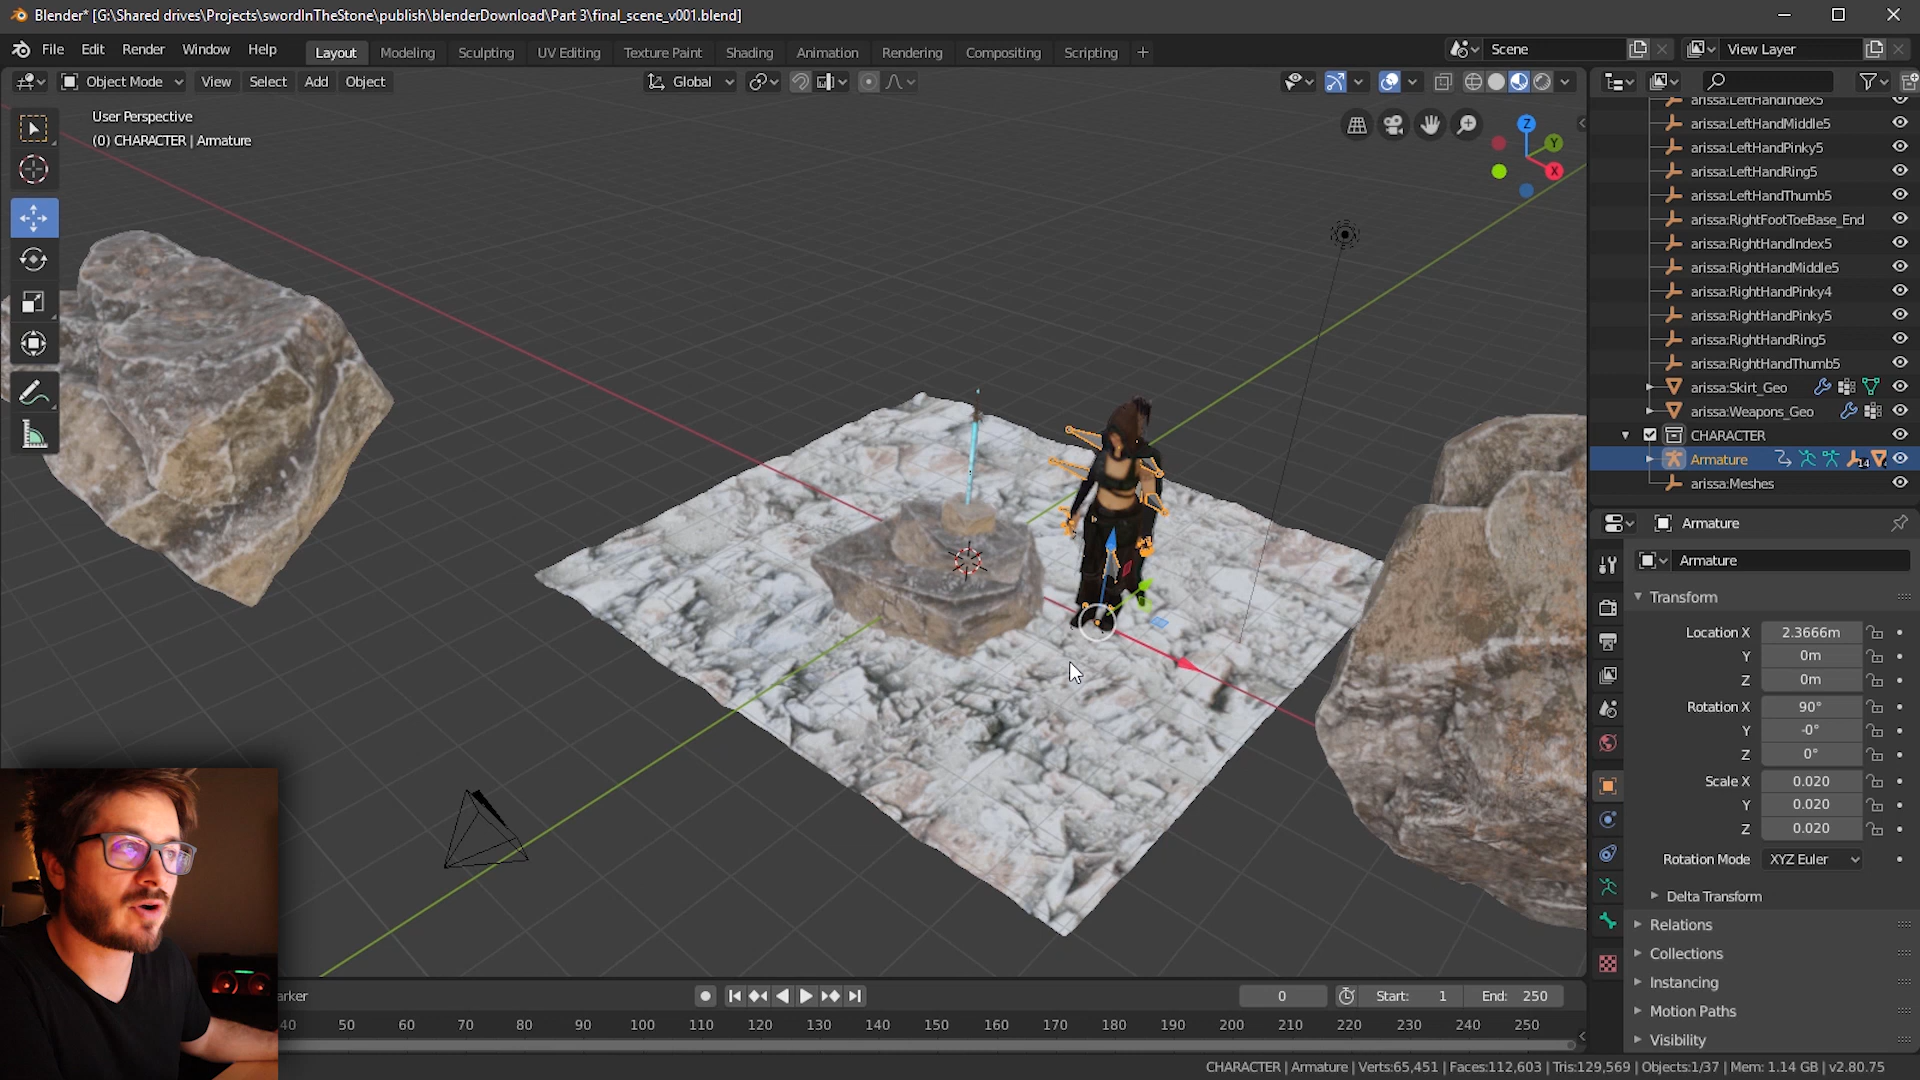 Blender* [G:\Shared drives\Projects\swordInTheStone\publish\blenderDownload\Part 3\final_scene_v001.blend]
File Edit Render Window Help
Layout Modeling Sculpting UV Editing Texture Paint Shading Animation Rendering Compositing Scripting +
Scene
View Layer
Object Mode View Select Add Object
Global
User Perspective
(0) CHARACTER | Armature
Z
Y
X
arissa:LeftHandIndex5
arissa:LeftHandMiddle5
arissa:LeftHandPinky5
arissa:LeftHandRing5
arissa:LeftHandThumb5
arissa:RightFootToeBase_End
arissa:RightHandIndex5
arissa:RightHandMiddle5
arissa:RightHandPinky4
arissa:RightHandPinky5
arissa:RightHandRing5
arissa:RightHandThumb5
arissa:Skirt_Geo
arissa:Weapons_Geo
CHARACTER
Armature 14
arissa:Meshes
Armature
Armature
Transform
Location X 2.3666m
Y 0m
Z 0m
Rotation X 90°
Y -0°
Z 0°
Scale X 0.020
Y 0.020
Z 0.020
Rotation Mode XYZ Euler
Delta Transform
Relations
Collections
Instancing
Motion Paths
Visibility
arker
0 Start: 1 End: 250
40 50 60 70 80 90 100 110 120 130 140 150 160 170 180 190 200 210 220 230 240 250
CHARACTER | Armature | Verts:65,451 | Faces:112,603 | Tris:129,569 | Objects:1/37 | Mem: 1.14 GB | v2.80.75